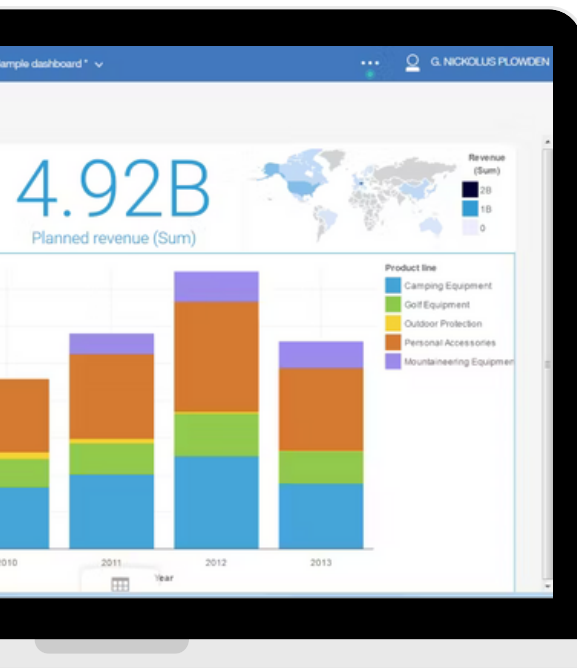 ample dashboard *
G. NICKOLUS PLOWDEN
4.92B
Planned revenue (Sum)
Revenue
(Sum)
2B
1B
0
Product line
Camping Equipment
Golf Equipment
Outdoor Protection
Personal Accessories
Mountaineering Equipmen
2010 2011 2012 2013
Year